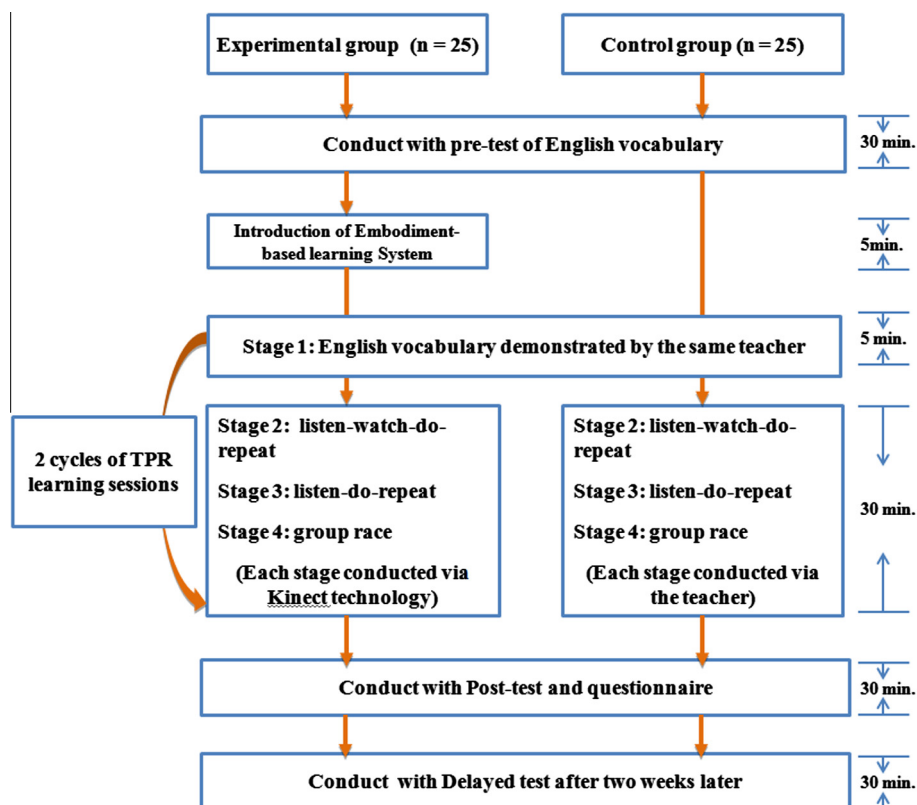 Experimental group (n = 25)
Control group (n = 25)
Conduct with pre-test of English vocabulary
30 min.
Introduction of Embodiment-
based learning System
5min.
Stage 1: English vocabulary demonstrated by the same teacher
5 min.
2 cycles of TPR
learning sessions
Stage 2: listen-watch-do-
repeat
Stage 3: listen-do-repeat
Stage 4: group race
(Each stage conducted via
Kinect technology)
Stage 2: listen-watch-do-
repeat
Stage 3: listen-do-repeat
Stage 4: group race
(Each stage conducted via
the teacher)
30 min.
Conduct with Post-test and questionnaire
30 min.
Conduct with Delayed test after two weeks later
30 min.